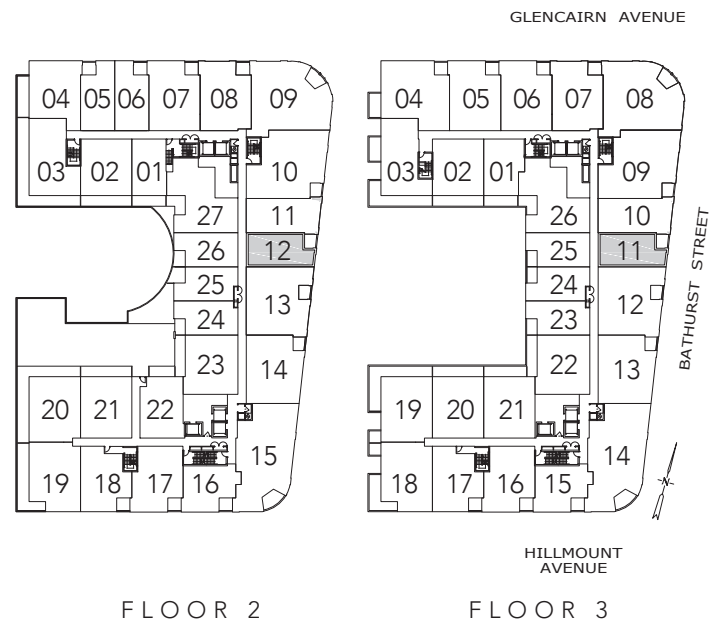 GLENCAIRN AVENUE
04 05 06 07 08 09
03 02 01 10
27 11
26 12
25
24 13
23 14
20 21 22
15
19 18 17 16
04 05 06 07 08
03 02 01 09
26 10
25 11
24
23 12
22 13
19 20 21
14
18 17 16 15
BATHURST STREET
N
HILLMOUNT
AVENUE
FLOOR 2
FLOOR 3